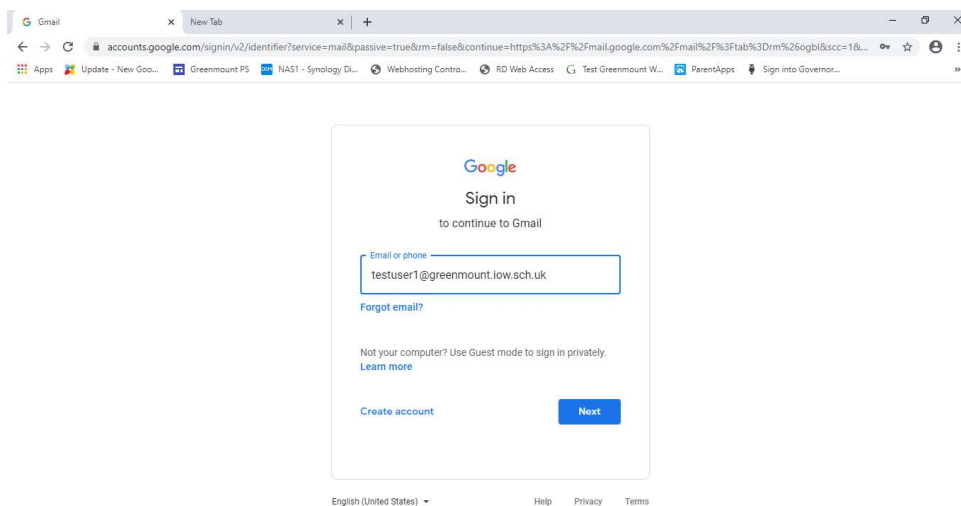 Gmail
New Tab
accounts.google.com/signin/v2/identifier?service=mail&passive=true&rm=false&continue=https%3A%2F%2Fmail.google.com%2Fmail%2F%3Ftab%3Drm%26ogbl&scc=1&...
Apps Update - New Goo... Greenmount PS NAS1 - Synology Di... Webhosting Contro... RD Web Access Test Greenmount W... ParentApps Sign into Governor...
Google
Sign in
to continue to Gmail
Email or phone
testuser1@greenmount.iow.sch.uk
Forgot email?
Not your computer? Use Guest mode to sign in privately.
Learn more
Create account Next
English (United States) Help Privacy Terms